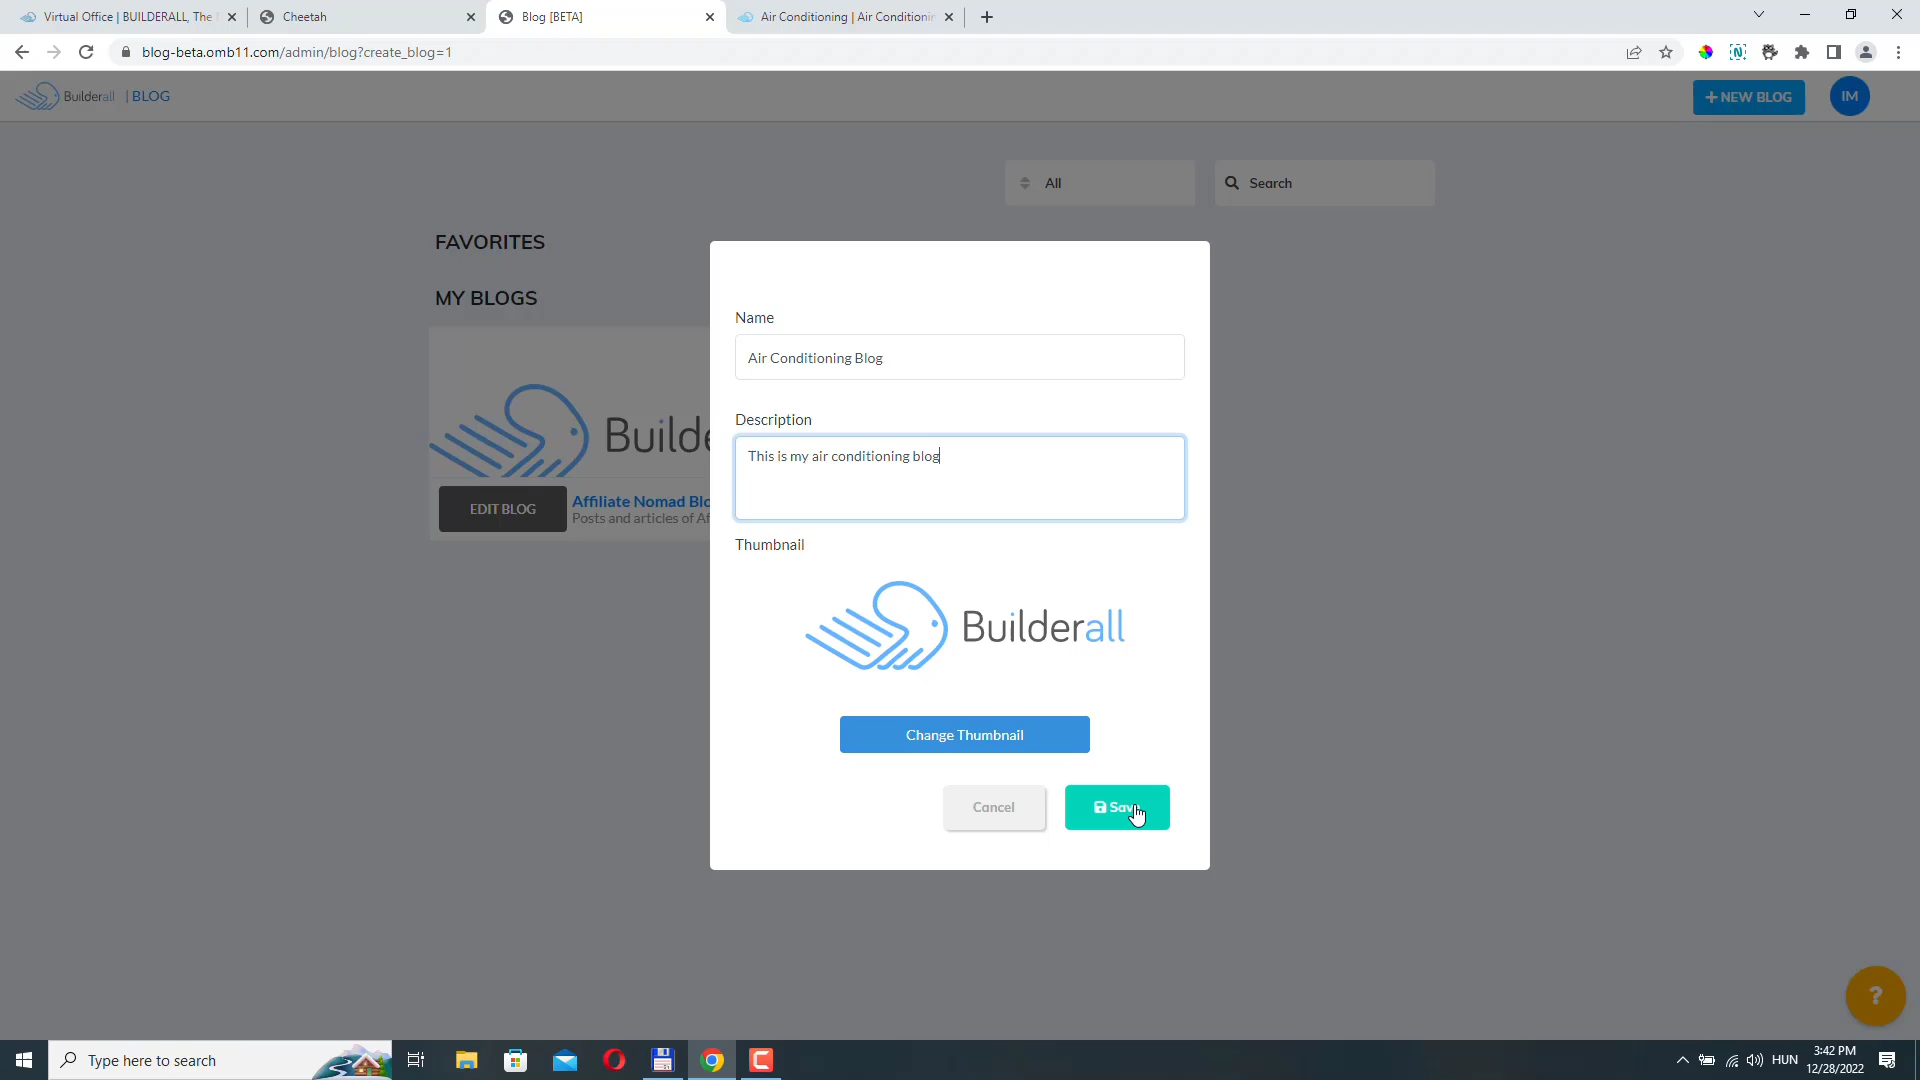 Virtual Office | BUILDERALL, The
Cheetah
Blog [BETA]
Air Conditioning | Air Conditionin
blog-beta.omb11.com/admin/blog?create_blog=1
Builderall | BLOG
+ NEW BLOG
IM
All
Search
FAVORITES
MY BLOGS
Name
Air Conditioning Blog
Description
This is my air conditioning blog
Builde
EDIT BLOG
Affiliate Nomad Blo
Posts and articles of Af
Thumbnail
Builderall
Change Thumbnail
Cancel
Sav
?
Type here to search
HUN
3:42 PM
12/28/2022